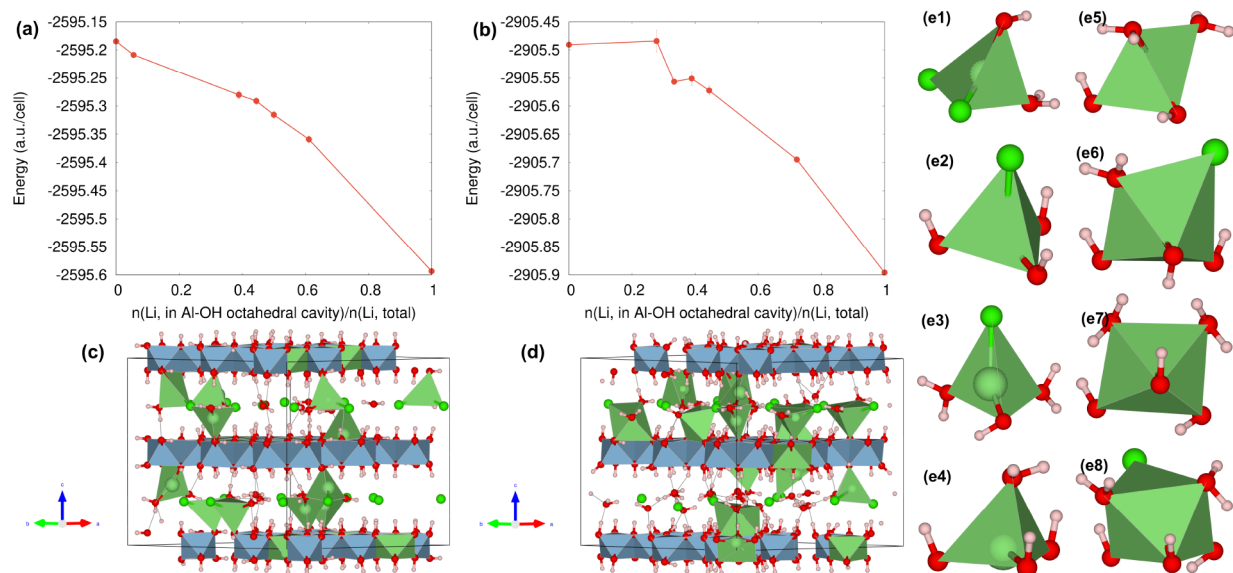 (a)
Energy (a.u./cell)
-2595.15
-2595.2
-2595.25
-2595.3
-2595.35
-2595.4
-2595.45
-2595.5
-2595.55
-2595.6
0 0.2 0.4 0.6 0.8 1
n(Li, in Al-OH octahedral cavity)/n(Li, total)
(b)
Energy (a.u./cell)
-2905.45
-2905.5
-2905.55
-2905.6
-2905.65
-2905.7
-2905.75
-2905.8
-2905.85
-2905.9
0 0.2 0.4 0.6 0.8 1
n(Li, in Al-OH octahedral cavity)/n(Li, total)
(c)
c
b
a
(d)
c
b
a
(e1)
(e5)
(e2)
(e6)
(e3)
(e7)
(e4)
(e8)